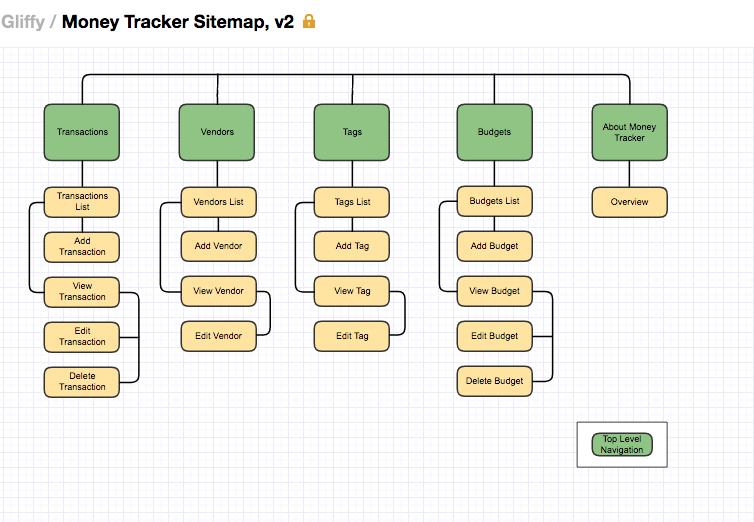 Gliffy / Money Tracker Sitemap, v2
Transactions
Vendors
Tags
Budgets
About Money
Tracker
Transactions
List
Vendors List
Tags List
Budgets List
Overview
Add
Transaction
Add Vendor
Add Tag
Add Budget
View
Transaction
View Vendor
View Tag
View Budget
Edit
Transaction
Edit Vendor
Edit Tag
Edit Budget
Delete
Transaction
Delete Budget
Top Level
Navigation